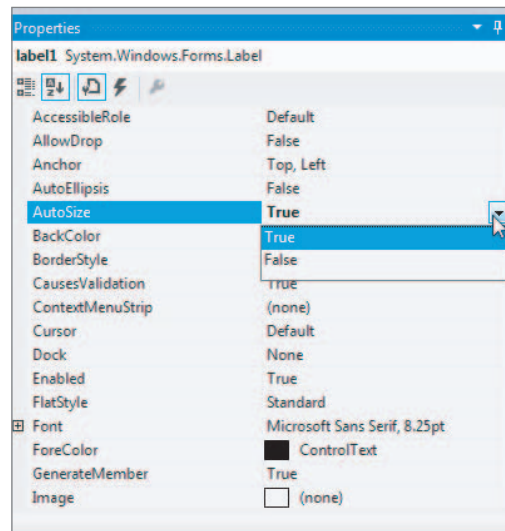 Properties
label1 System.Windows.Forms.Label
AccessibleRole Default
AllowDrop False
Anchor Top, Left
AutoEllipsis False
AutoSize True
BackColor True
BorderStyle False
CausesValidation True
ContextMenuStrip (none)
Cursor Default
Dock None
Enabled True
FlatStyle Standard
Font Microsoft Sans Serif, 8.25pt
ForeColor ControlText
GenerateMember True
Image (none)